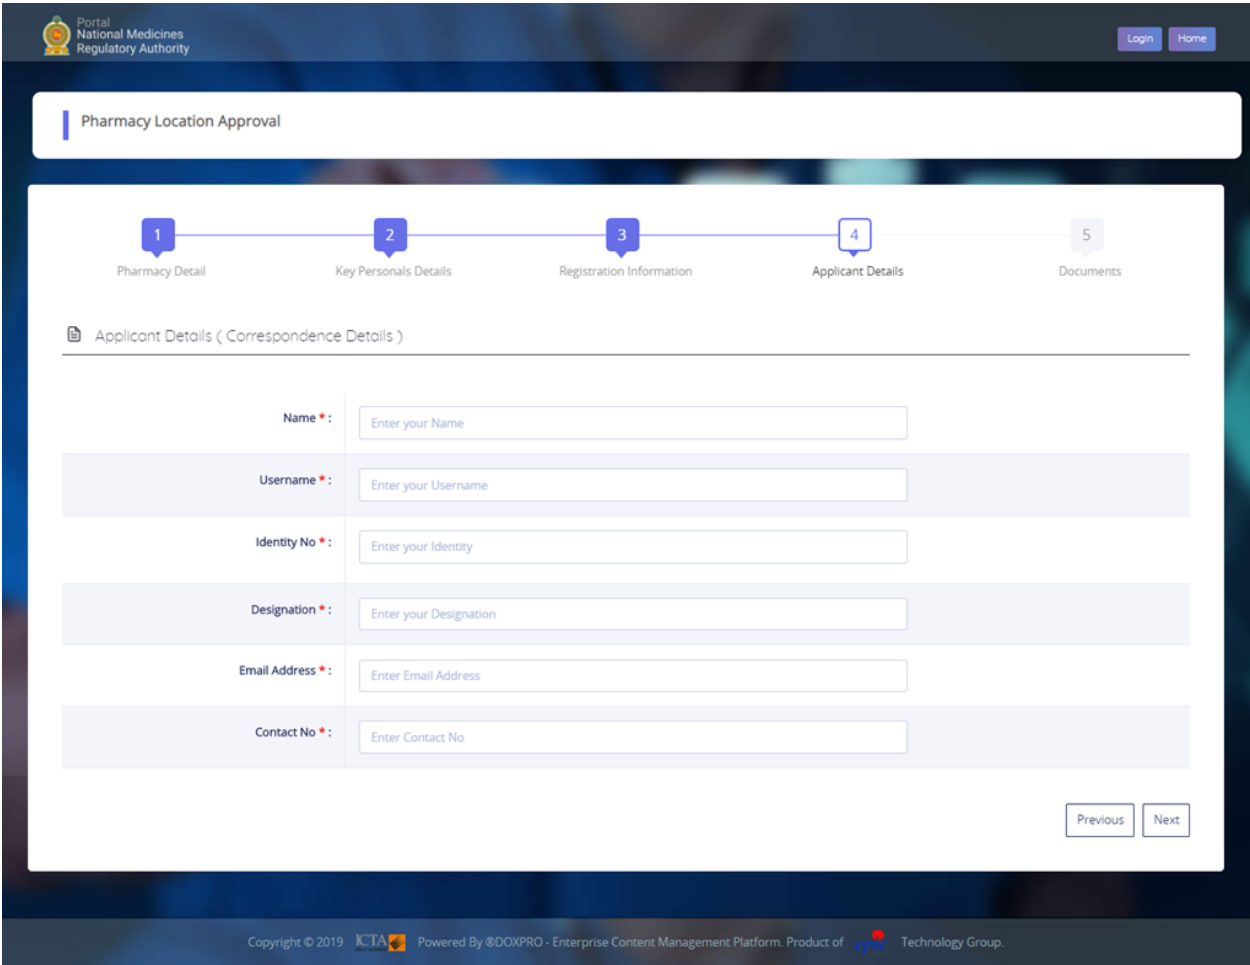 Portal
National Medicines
Regulatory Authority
Login Home
Pharmacy Location Approval
1 2 3 4 5
Pharmacy Detail Key Personals Details Registration Information Applicant Details Documents
Applicant Details ( Correspondence Details )
Name * : Enter your Name
Username * : Enter your Username
Identity No * : Enter your Identity
Designation * : Enter your Designation
Email Address * : Enter Email Address
Contact No * : Enter Contact No
Previous Next
Copyright © 2019 ICTA Powered By ®DOXPRO - Enterprise Content Management Platform. Product of Technology Group.